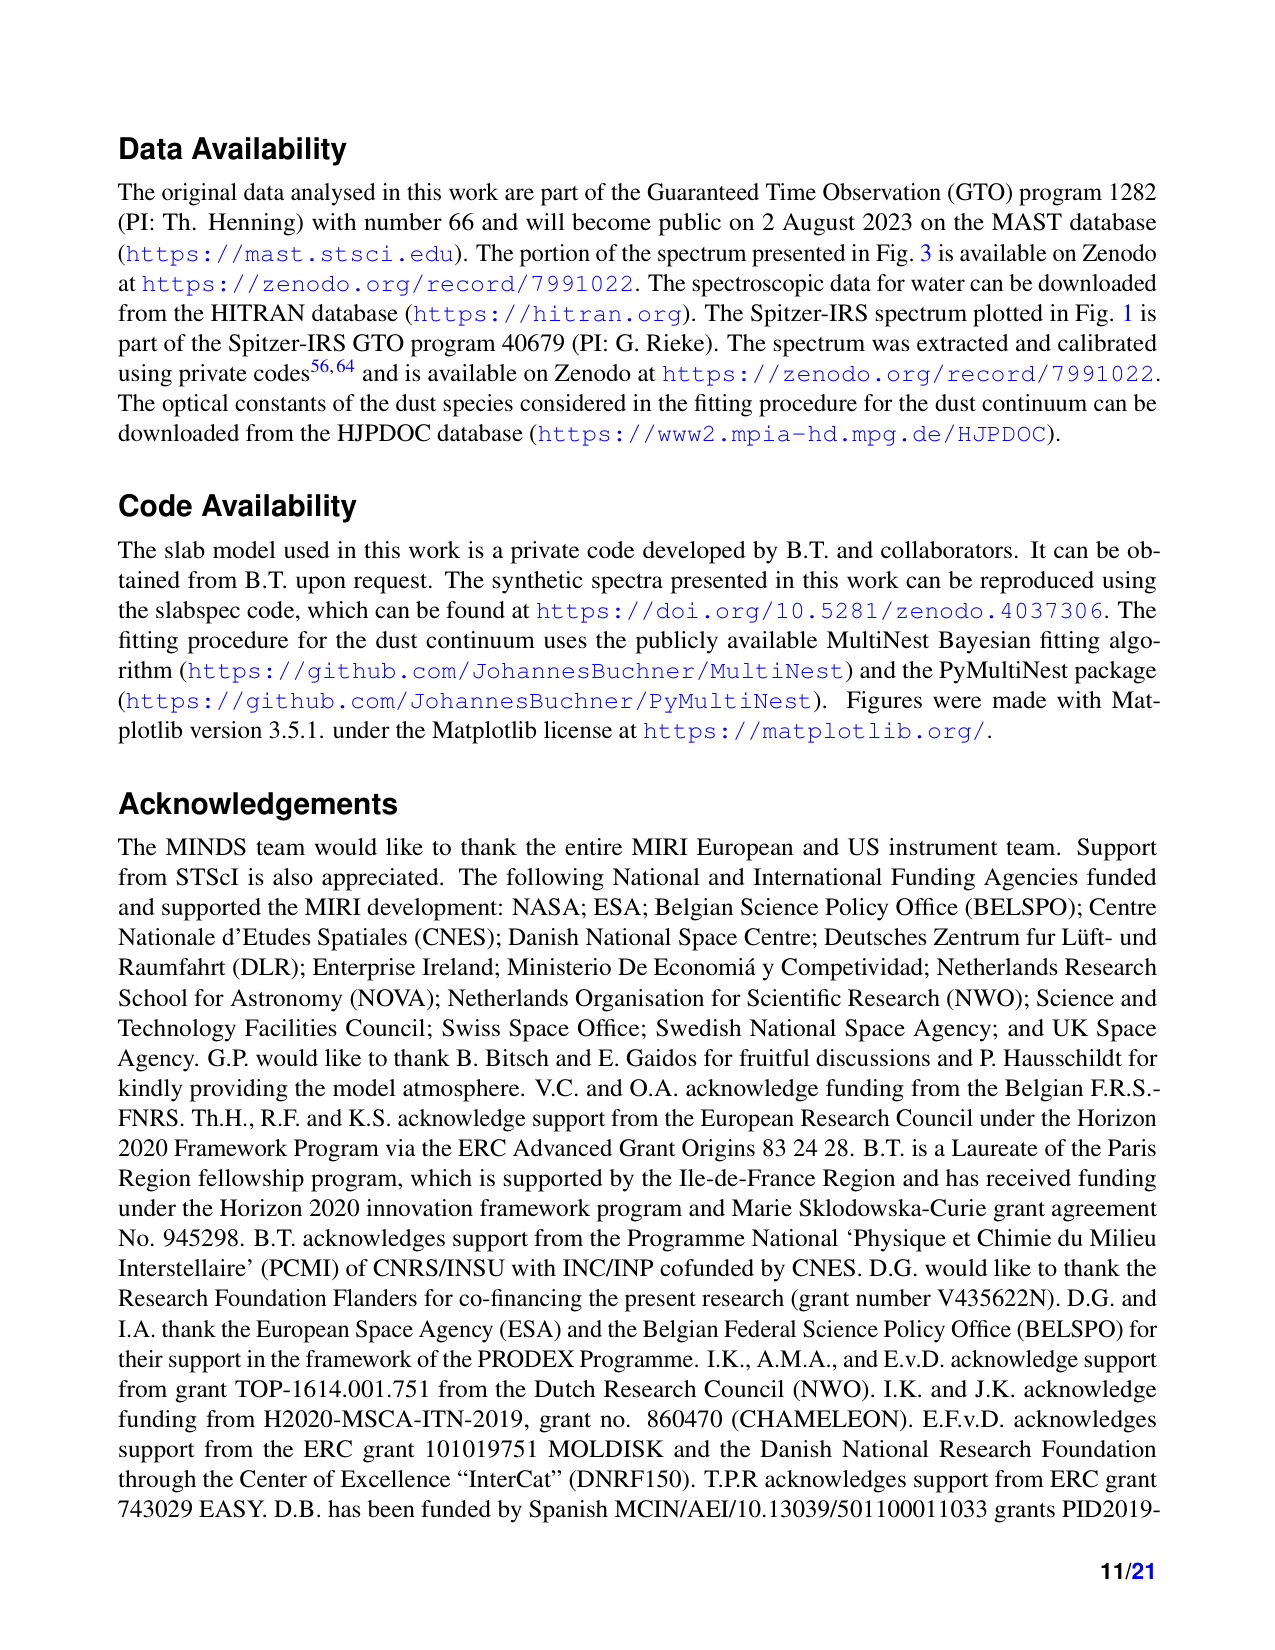 Data Availability
The original data analysed in this work are part of the Guaranteed Time Observation (GTO) program 1282
(PI: Th. Henning) with number 66 and will become public on 2 August 2023 on the MAST database
(https://mast.stsci.edu). The portion of the spectrum presented in Fig. 3 is available on Zenodo
at https://zenodo.org/record/7991022. The spectroscopic data for water can be downloaded
from the HITRAN database (https://hitran.org). The Spitzer-IRS spectrum plotted in Fig. 1 is
part of the Spitzer-IRS GTO program 40679 (PI: G. Rieke). The spectrum was extracted and calibrated
using private codes56,64 and is available on Zenodo at https://zenodo.org/record/7991022.
The optical constants of the dust species considered in the fitting procedure for the dust continuum can be
downloaded from the HJPDOC database (https://www2.mpia-hd.mpg.de/HJPDOC).
Code Availability
The slab model used in this work is a private code developed by B.T. and collaborators. It can be ob-
tained from B.T. upon request. The synthetic spectra presented in this work can be reproduced using
the slabspec code, which can be found at https://doi.org/10.5281/zenodo.4037306. The
fitting procedure for the dust continuum uses the publicly available MultiNest Bayesian fitting algo-
rithm (https://github.com/JohannesBuchner/MultiNest) and the PyMultiNest package
(https://github.com/JohannesBuchner/PyMultiNest). Figures were made with Mat-
plotlib version 3.5.1. under the Matplotlib license at https://matplotlib.org/.
Acknowledgements
The MINDS team would like to thank the entire MIRI European and US instrument team. Support
from STScI is also appreciated. The following National and International Funding Agencies funded
and supported the MIRI development: NASA; ESA; Belgian Science Policy Office (BELSPO); Centre
Nationale d'Etudes Spatiales (CNES); Danish National Space Centre; Deutsches Zentrum fur Lüft- und
Raumfahrt (DLR); Enterprise Ireland; Ministerio De Economiá y Competividad; Netherlands Research
School for Astronomy (NOVA); Netherlands Organisation for Scientific Research (NWO); Science and
Technology Facilities Council; Swiss Space Office; Swedish National Space Agency; and UK Space
Agency. G.P. would like to thank B. Bitsch and E. Gaidos for fruitful discussions and P. Hausschildt for
kindly providing the model atmosphere. V.C. and O.A. acknowledge funding from the Belgian F.R.S.-
FNRS. Th.H., R.F. and K.S. acknowledge support from the European Research Council under the Horizon
2020 Framework Program via the ERC Advanced Grant Origins 83 24 28. B.T. is a Laureate of the Paris
Region fellowship program, which is supported by the Ile-de-France Region and has received funding
under the Horizon 2020 innovation framework program and Marie Sklodowska-Curie grant agreement
No. 945298. B.T. acknowledges support from the Programme National ‘Physique et Chimie du Milieu
Interstellaire’ (PCMI) of CNRS/INSU with INC/INP cofunded by CNES. D.G. would like to thank the
Research Foundation Flanders for co-financing the present research (grant number V435622N). D.G. and
I.A. thank the European Space Agency (ESA) and the Belgian Federal Science Policy Office (BELSPO) for
their support in the framework of the PRODEX Programme. I.K., A.M.A., and E.v.D. acknowledge support
from grant TOP-1614.001.751 from the Dutch Research Council (NWO). I.K. and J.K. acknowledge
funding from H2020-MSCA-ITN-2019, grant no. 860470 (CHAMELEON). E.F.v.D. acknowledges
support from the ERC grant 101019751 MOLDISK and the Danish National Research Foundation
through the Center of Excellence “InterCat” (DNRF150). T.P.R acknowledges support from ERC grant
743029 EASY. D.B. has been funded by Spanish MCIN/AEI/10.13039/501100011033 grants PID2019-
11/21